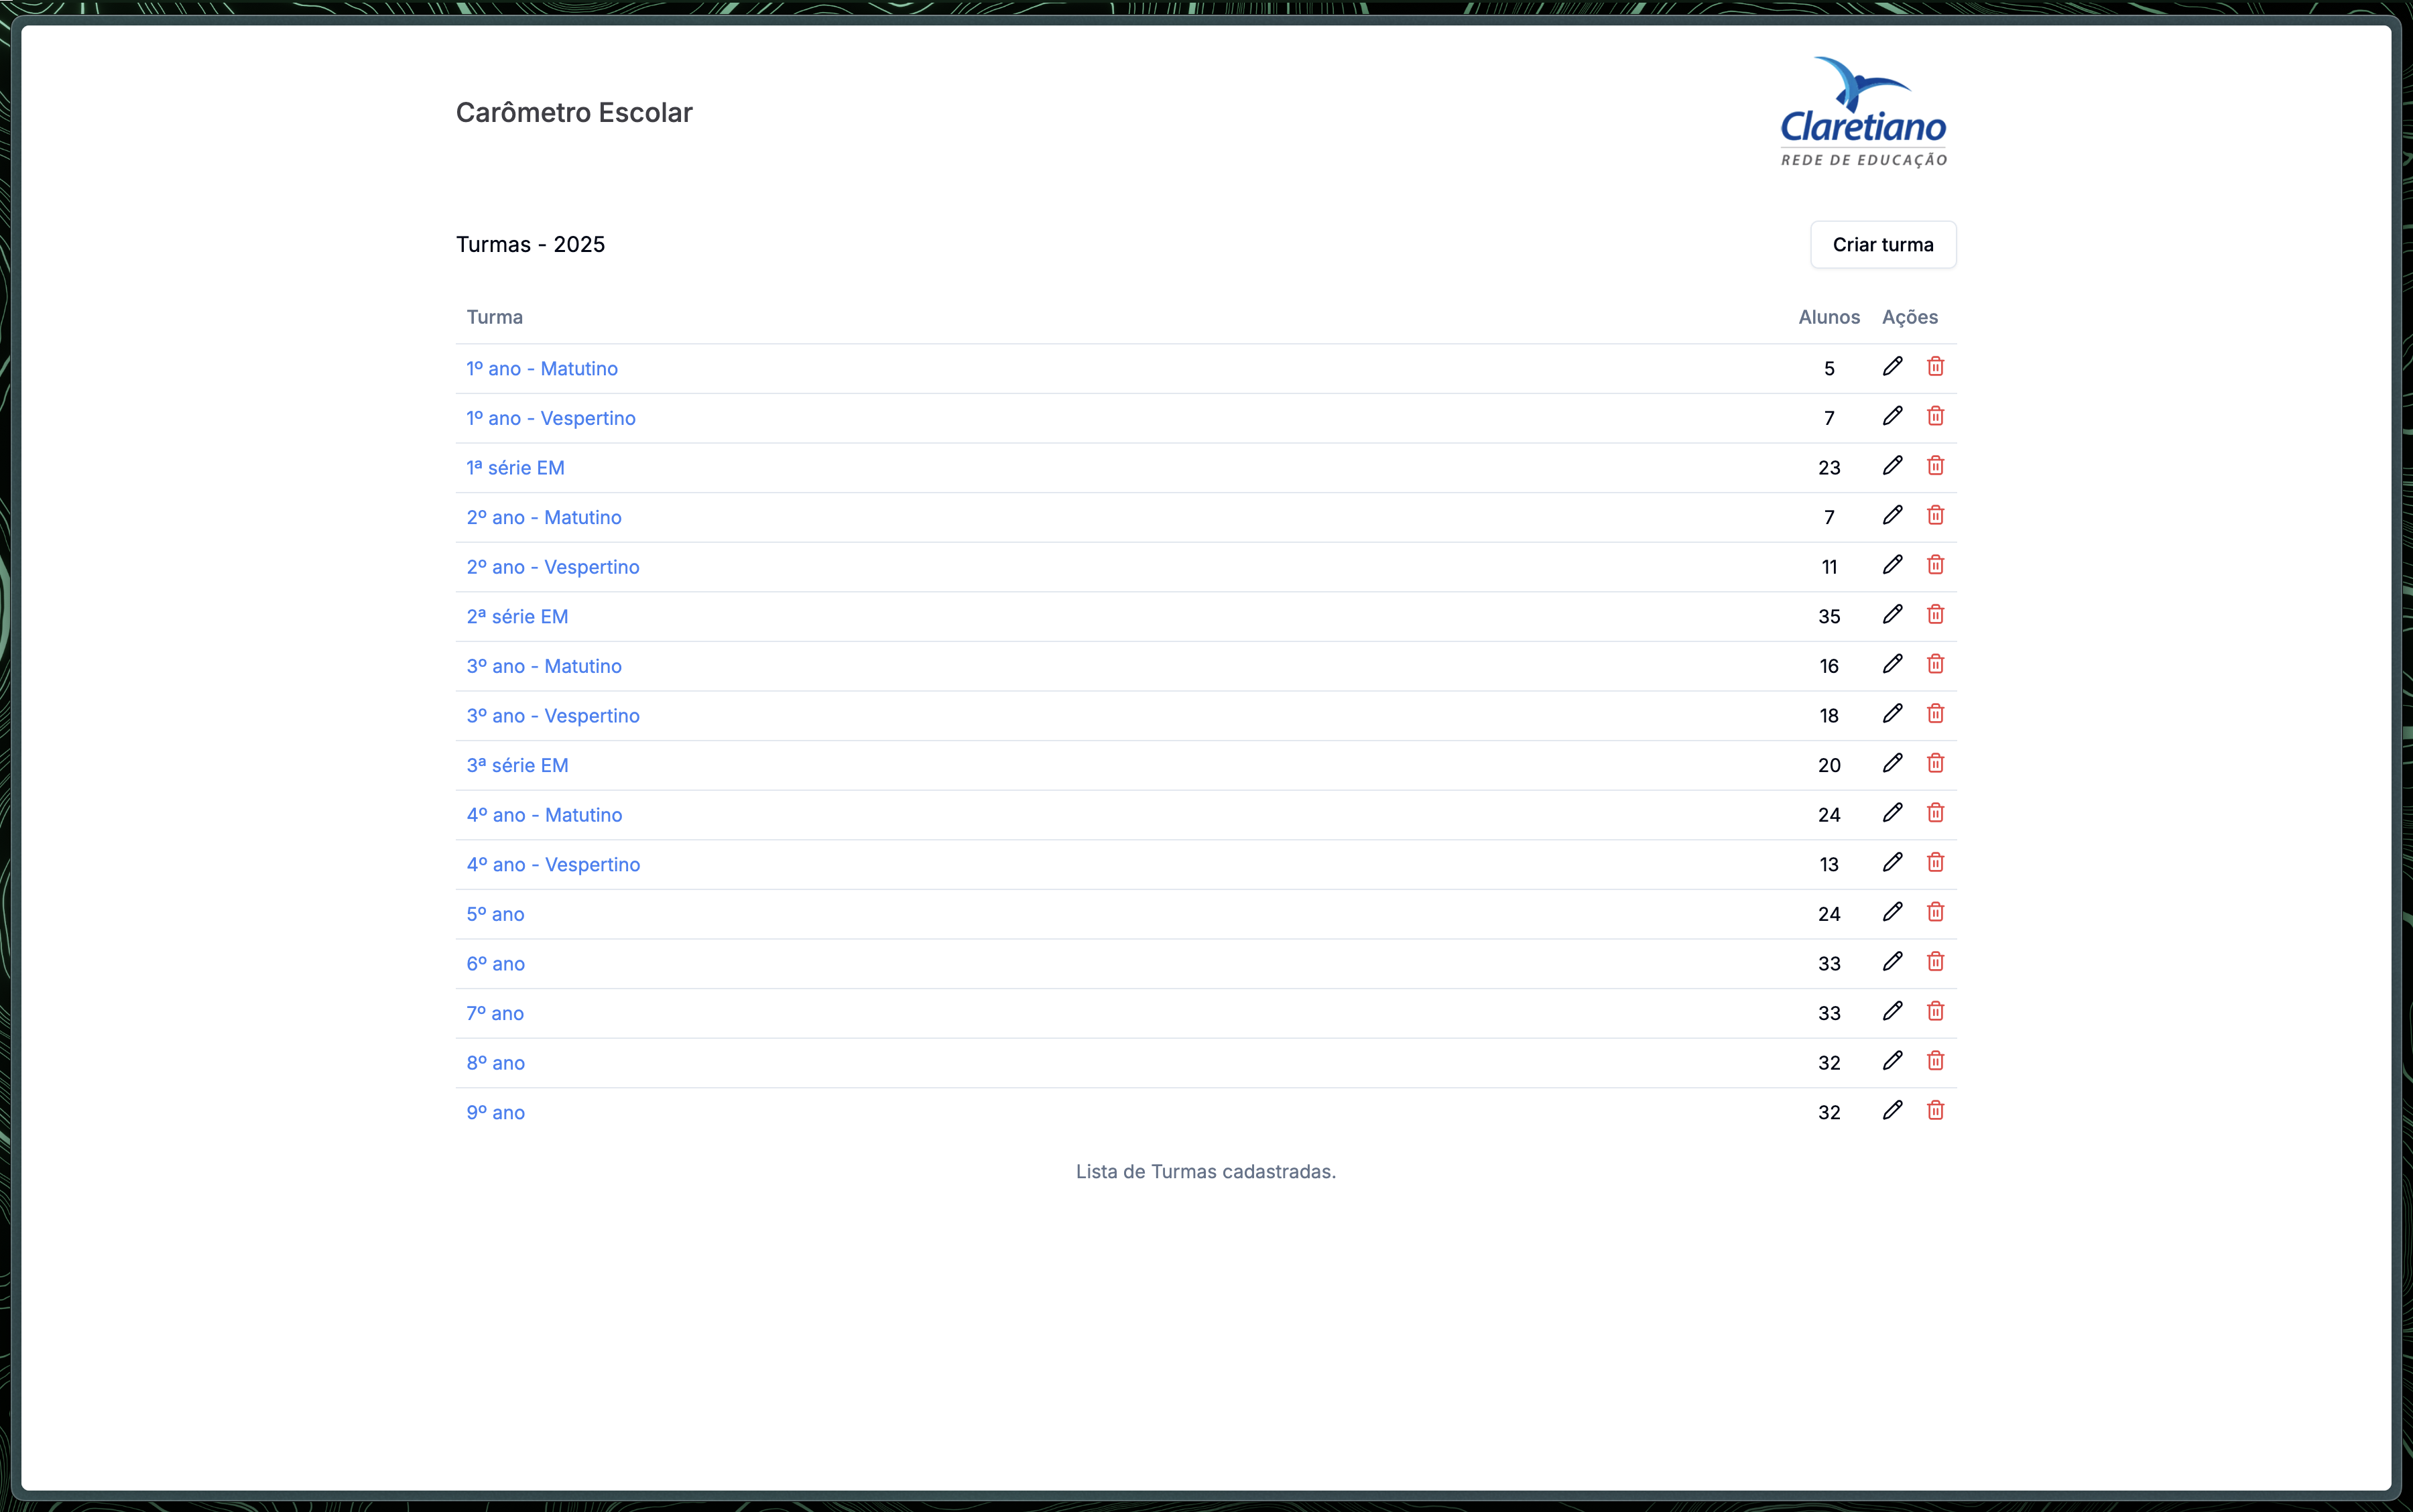 Carômetro Escolar
Claretiano
REDE DE EDUCAÇÃO
Turmas - 2025
Criar turma
Turma Alunos Ações
1º ano - Matutino 5
1º ano - Vespertino 7
1ª série EM 23
2º ano - Matutino 7
2º ano - Vespertino 11
2ª série EM 35
3º ano - Matutino 16
3º ano - Vespertino 18
3ª série EM 20
4º ano - Matutino 24
4º ano - Vespertino 13
5º ano 24
6º ano 33
7º ano 33
8º ano 32
9º ano 32
Lista de Turmas cadastradas.